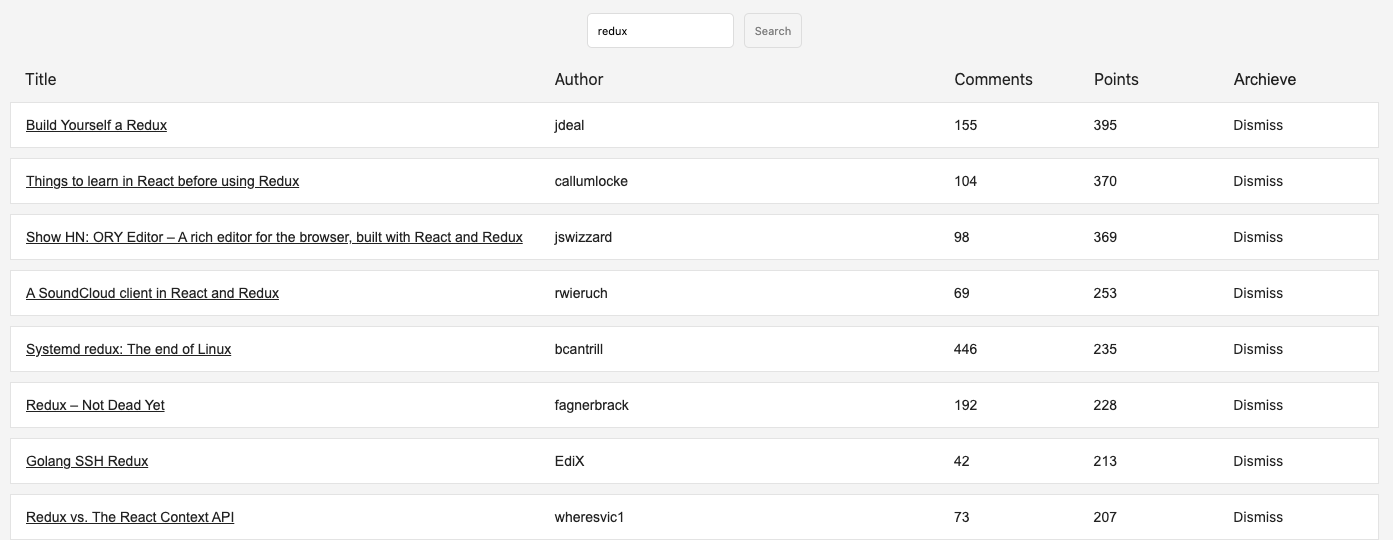 redux Search
Title Author Comments Points Archieve
Build Yourself a Redux jdeal 155 395 Dismiss
Things to learn in React before using Redux callumlocke 104 370 Dismiss
Show HN: ORY Editor – A rich editor for the browser, built with React and Redux jswizzard 98 369 Dismiss
A SoundCloud client in React and Redux rwieruch 69 253 Dismiss
Systemd redux: The end of Linux bcantrill 446 235 Dismiss
Redux – Not Dead Yet fagnerbrack 192 228 Dismiss
Golang SSH Redux EdiX 42 213 Dismiss
Redux vs. The React Context API wheresvic1 73 207 Dismiss